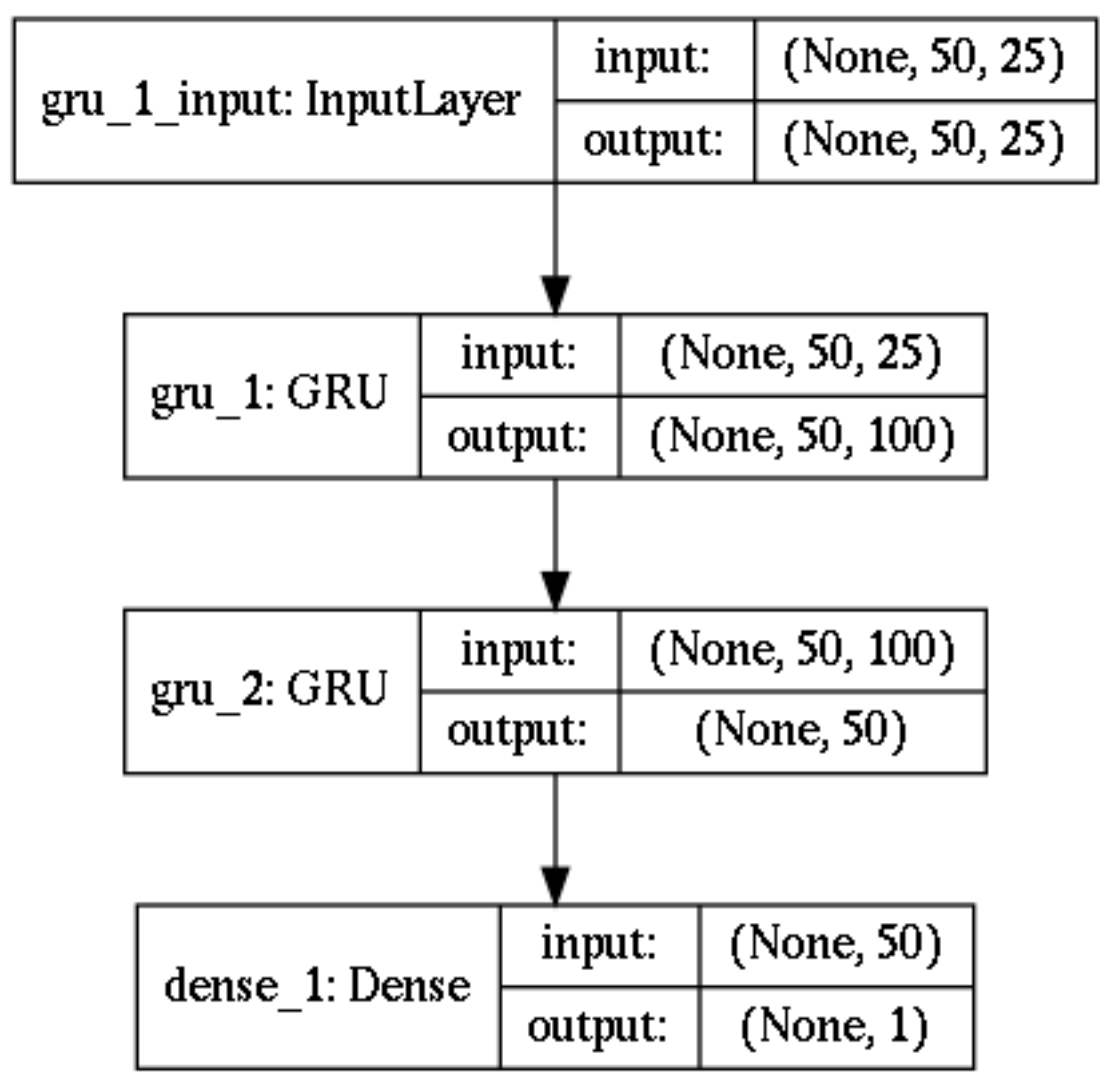 gru_1_input: InputLayer
input:
(None, 50, 25)
output:
(None, 50, 25)
gru_1: GRU
input:
(None, 50, 25)
output:
(None, 50, 100)
gru_2: GRU
input:
(None, 50, 100)
output:
(None, 50)
dense_1: Dense
input:
(None, 50)
output:
(None, 1)